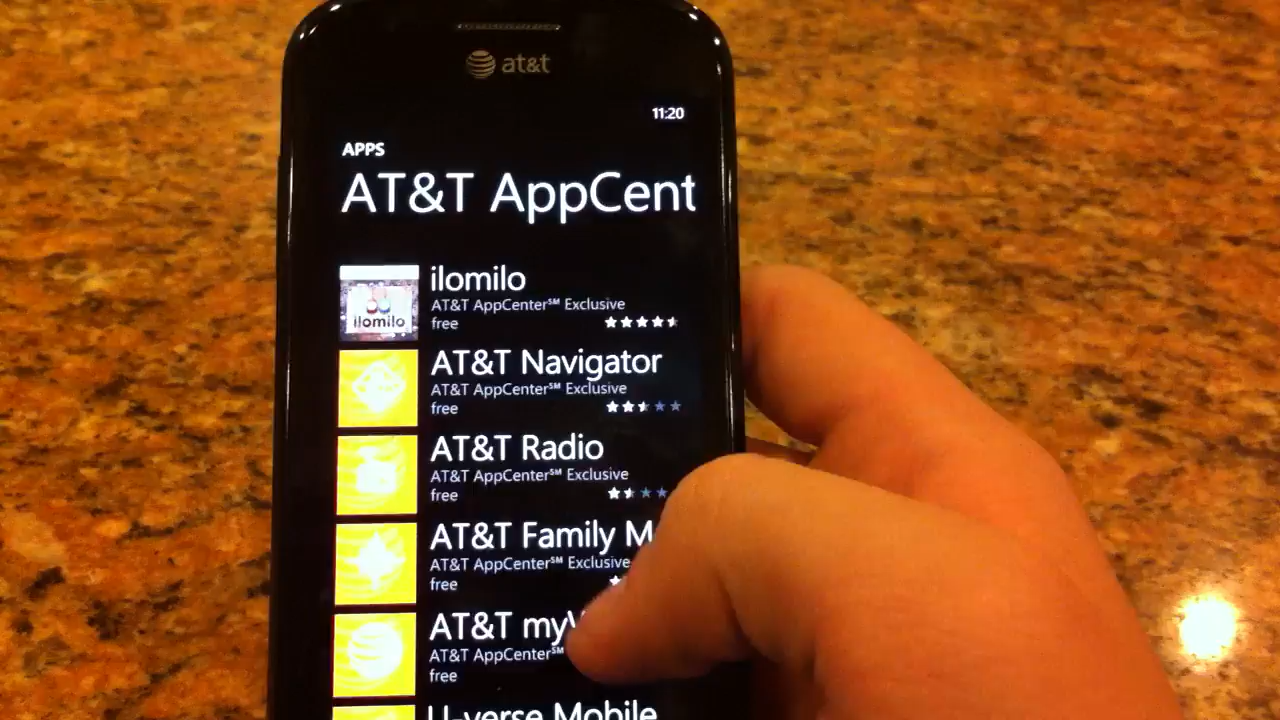 at&t
11:20
APPS
AT&T AppCent
ilomilo
AT&T AppCenter℠ Exclusive
free
ilomilo
AT&T Navigator
AT&T AppCenter℠ Exclusive
free
AT&T Radio
AT&T AppCenter℠ Exclusive
free
AT&T Family M
AT&T AppCenter℠ Exclusive
free
AT&T my
AT&T AppCenter℠
free
U-verse Mobile